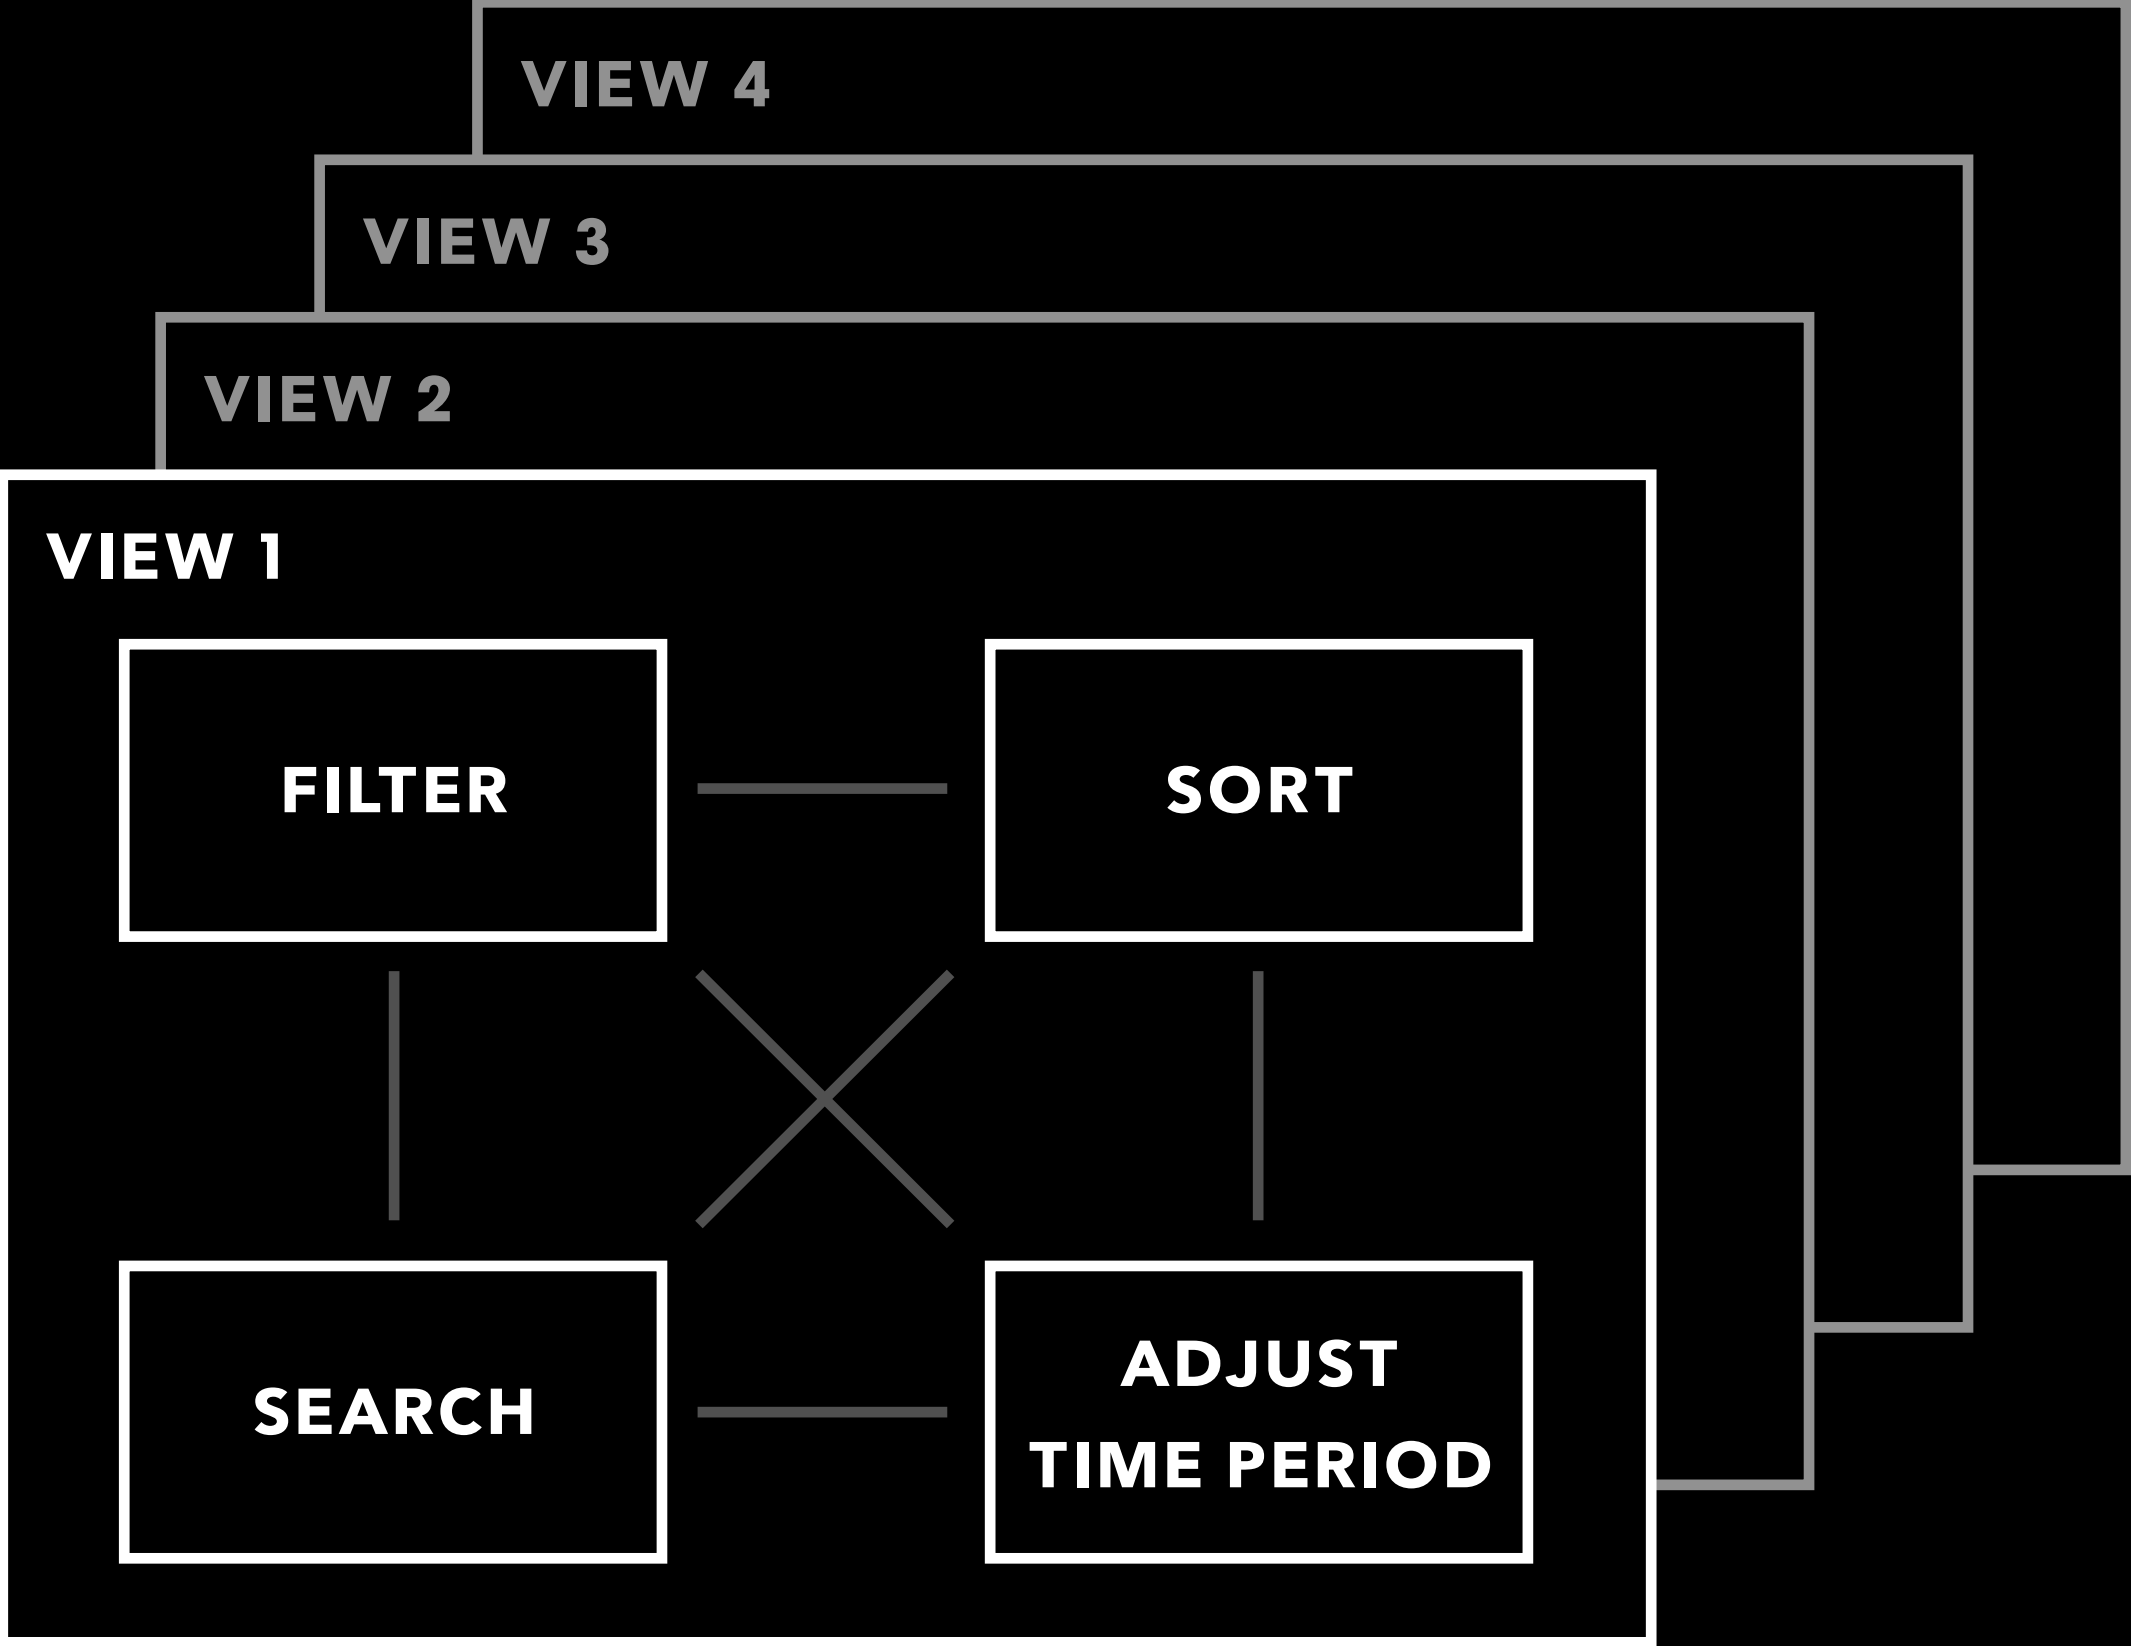 VIEW 4
VIEW 3
VIEW 2
VIEW 1
FILTER
SORT
SEARCH
ADJUST
TIME PERIOD